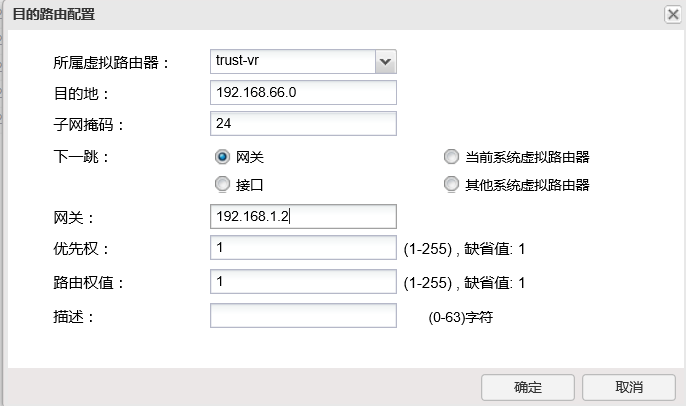 目的路由配置
所属虚拟路由器： trust-vr
目的地： 192.168.66.0
子网掩码： 24
下一跳： 网关 当前系统虚拟路由器
接口 其他系统虚拟路由器
网关： 192.168.1.2
优先权： 1 (1-255) , 缺省值: 1
路由权值： 1 (1-255) , 缺省值: 1
描述： (0-63)字符
确定 取消